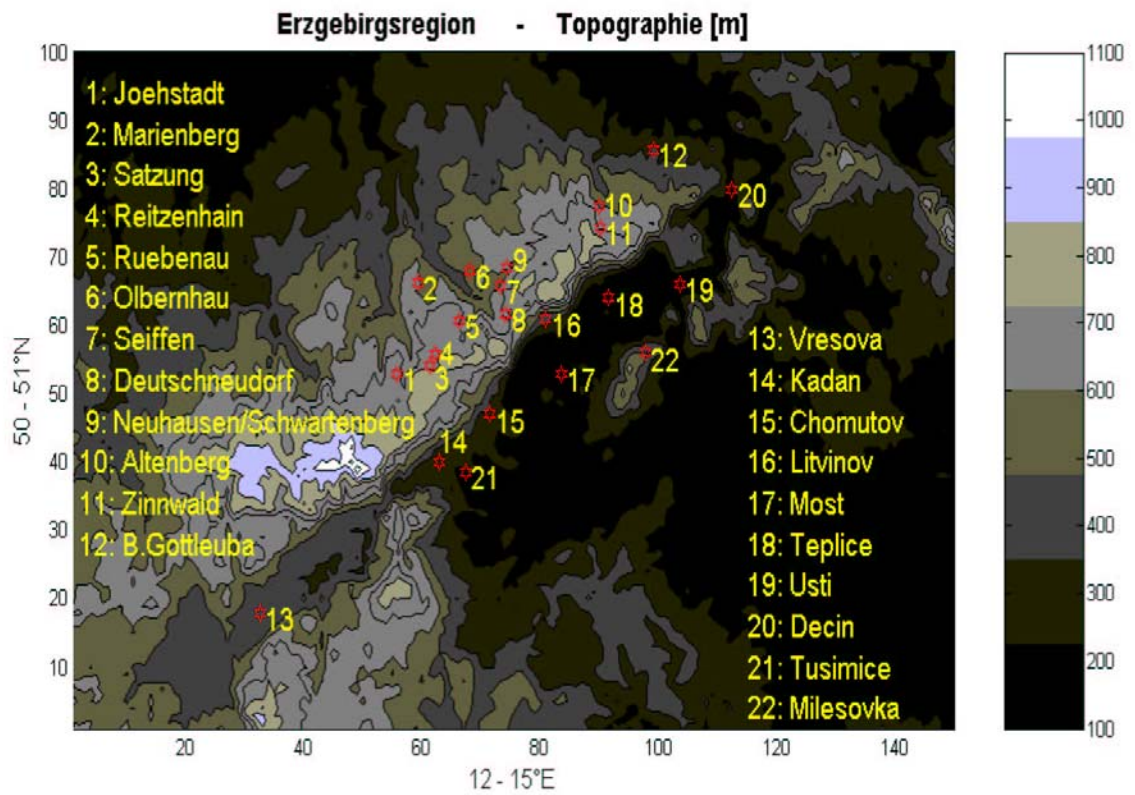 Erzgebirgsregion - Topographie [m]
100
90
80
70
60
50
40
30
20
10
50 - 51°N
1: Joehstadt
2: Marienberg
3: Satzung
4: Reitzenhain
5: Ruebenau
6: Olbernhau
7: Seiffen
8: Deutschneudorf
9: Neuhausen/Schwartenberg
10: Altenberg
11: Zinnwald
12: B.Gottleuba
12
10
20
11
9
6
2
7
18
19
5
8
16
4
22
1
3
17
15
14
21
13
13: Vresova
14: Kadan
15: Chomutov
16: Litvinov
17: Most
18: Teplice
19: Usti
20: Decin
21: Tusimice
22: Milesovka
20 40 60 80 100 120 140
12 - 15°E
1100
1000
900
800
700
600
500
400
300
200
100